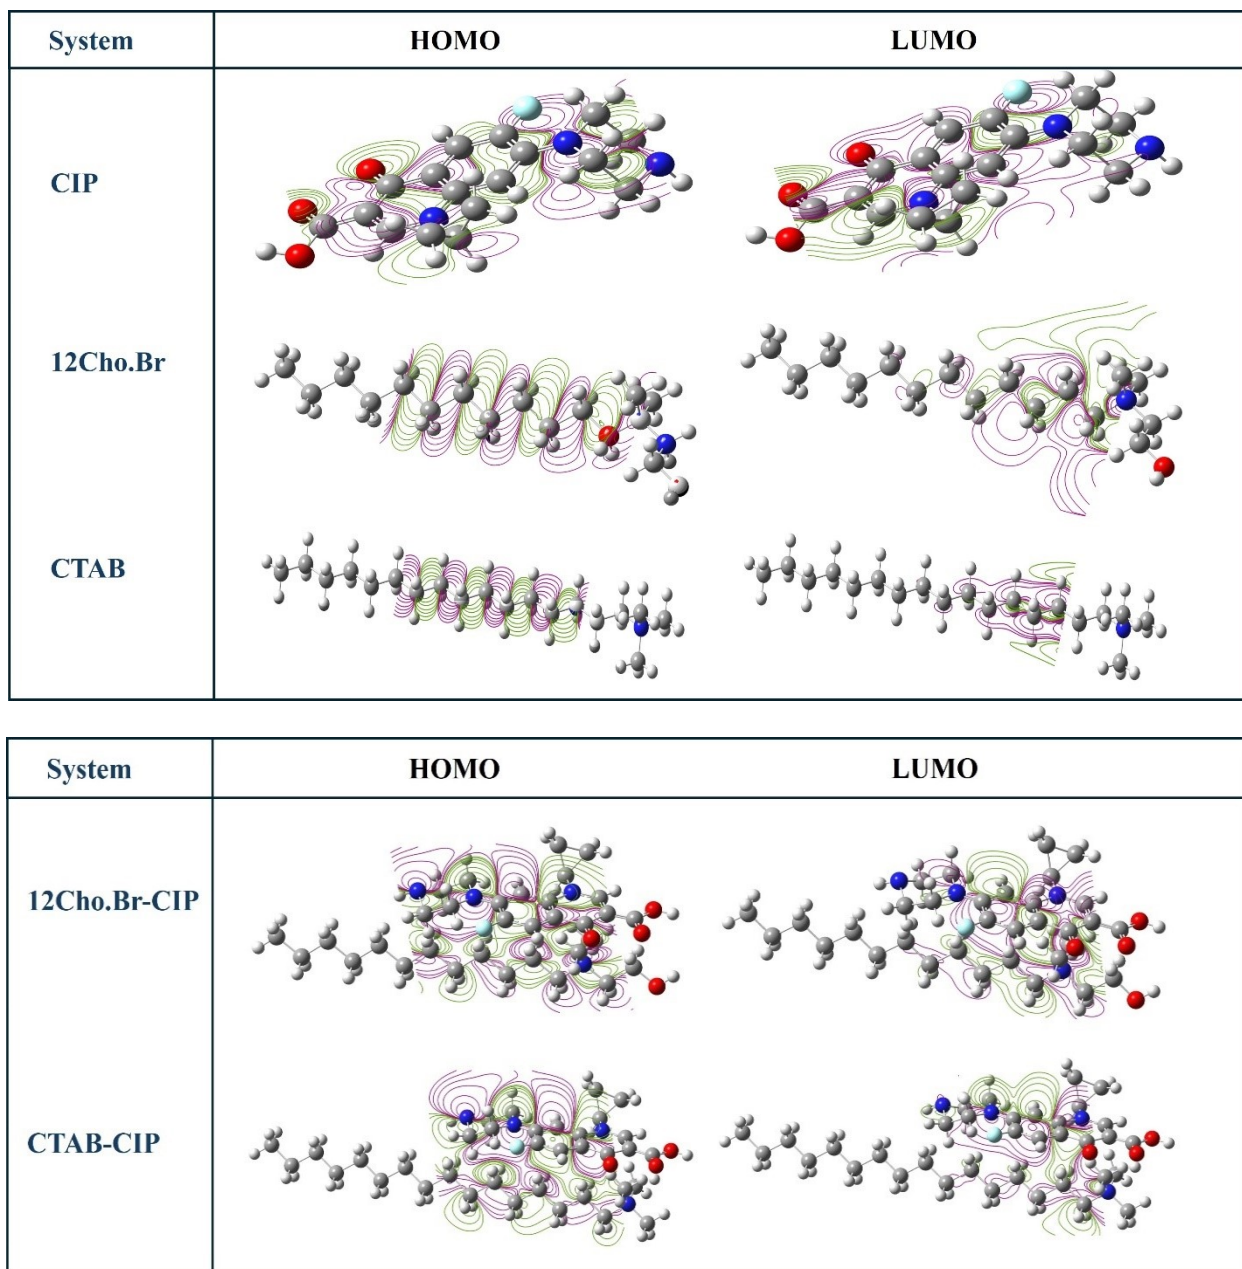 System HOMO LUMO
CIP
12Cho.Br
CTAB
System HOMO LUMO
12Cho.Br-CIP
CTAB-CIP